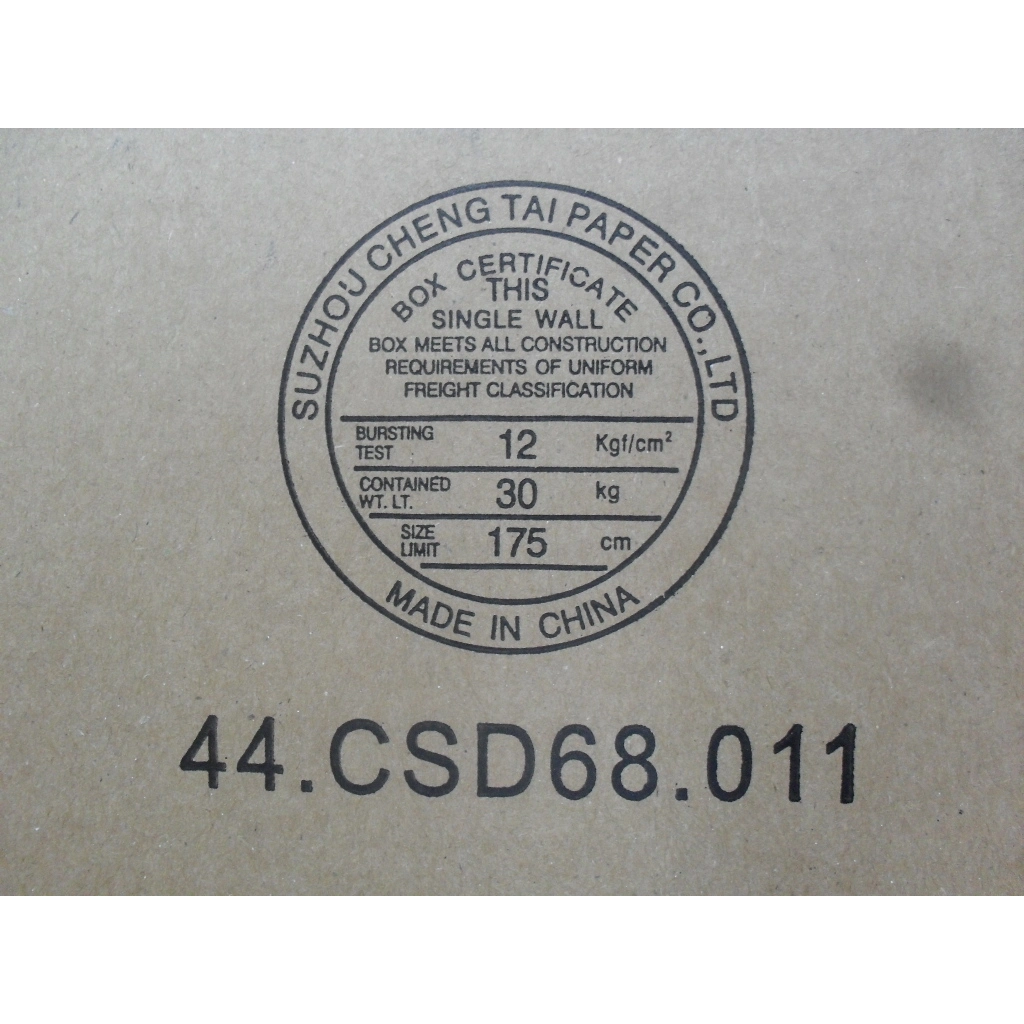 SUZHOU CHENG TAI PAPER CO.,LTD
BOX CERTIFICATE
THIS
SINGLE WALL
BOX MEETS ALL CONSTRUCTION
REQUIREMENTS OF UNIFORM
FREIGHT CLASSIFICATION
BURSTING TEST 12 Kgf/cm²
CONTAINED WT. LT. 30 kg
SIZE LIMIT 175 cm
MADE IN CHINA
44.CSD68.011